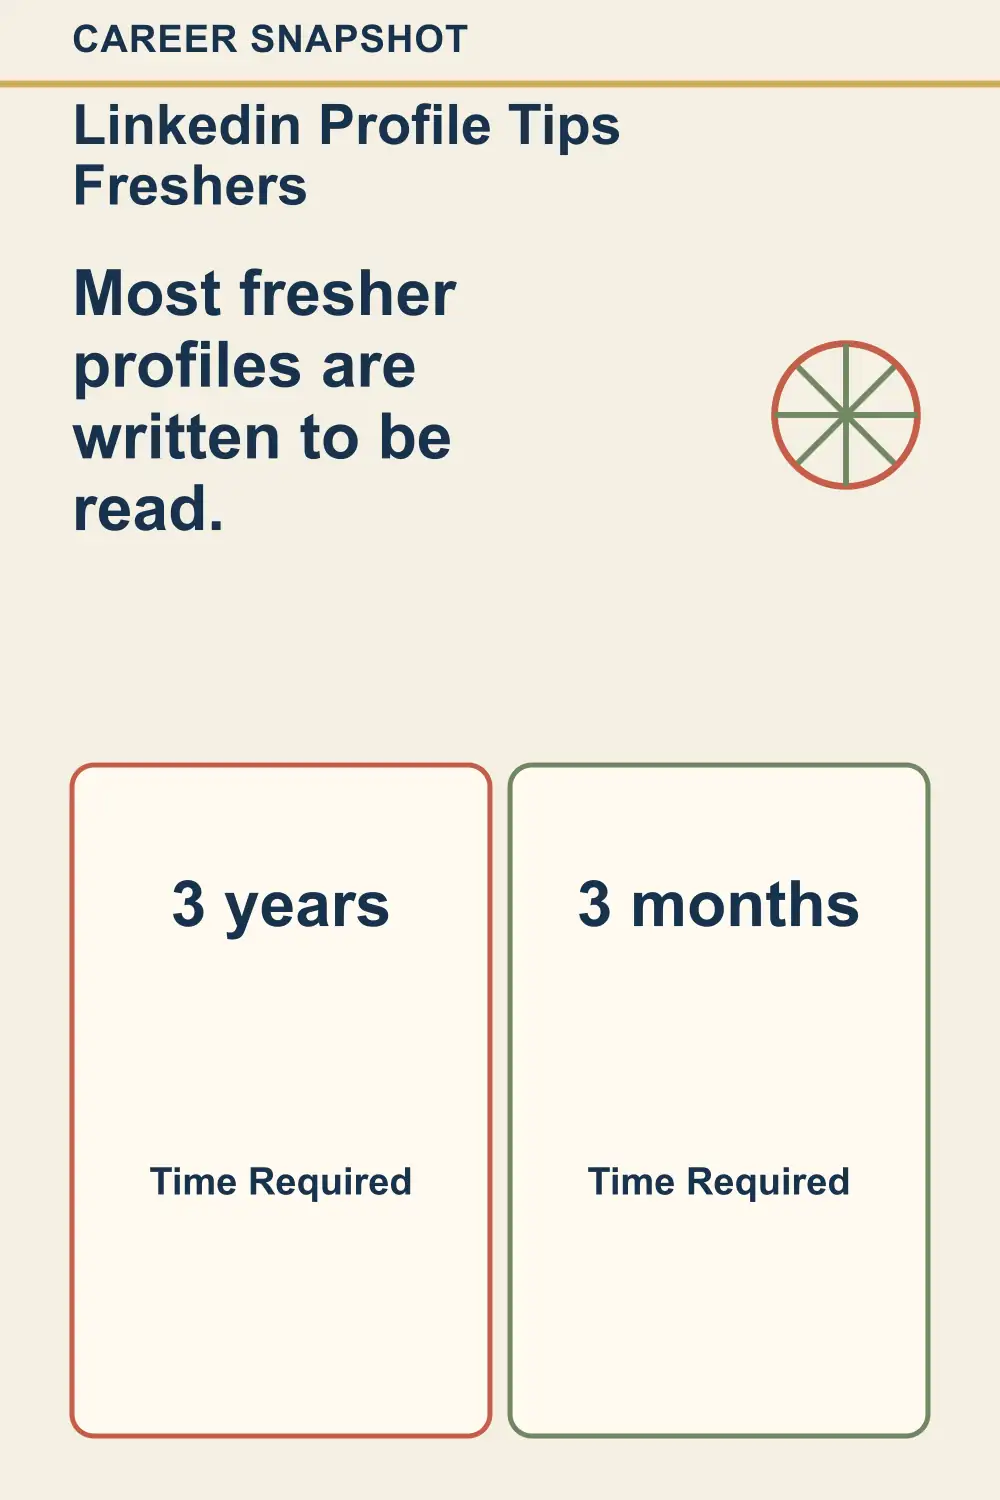 CAREER SNAPSHOT
Linkedin Profile Tips
Freshers
Most fresher
profiles are
written to be
read.
3 years
Time Required
3 months
Time Required